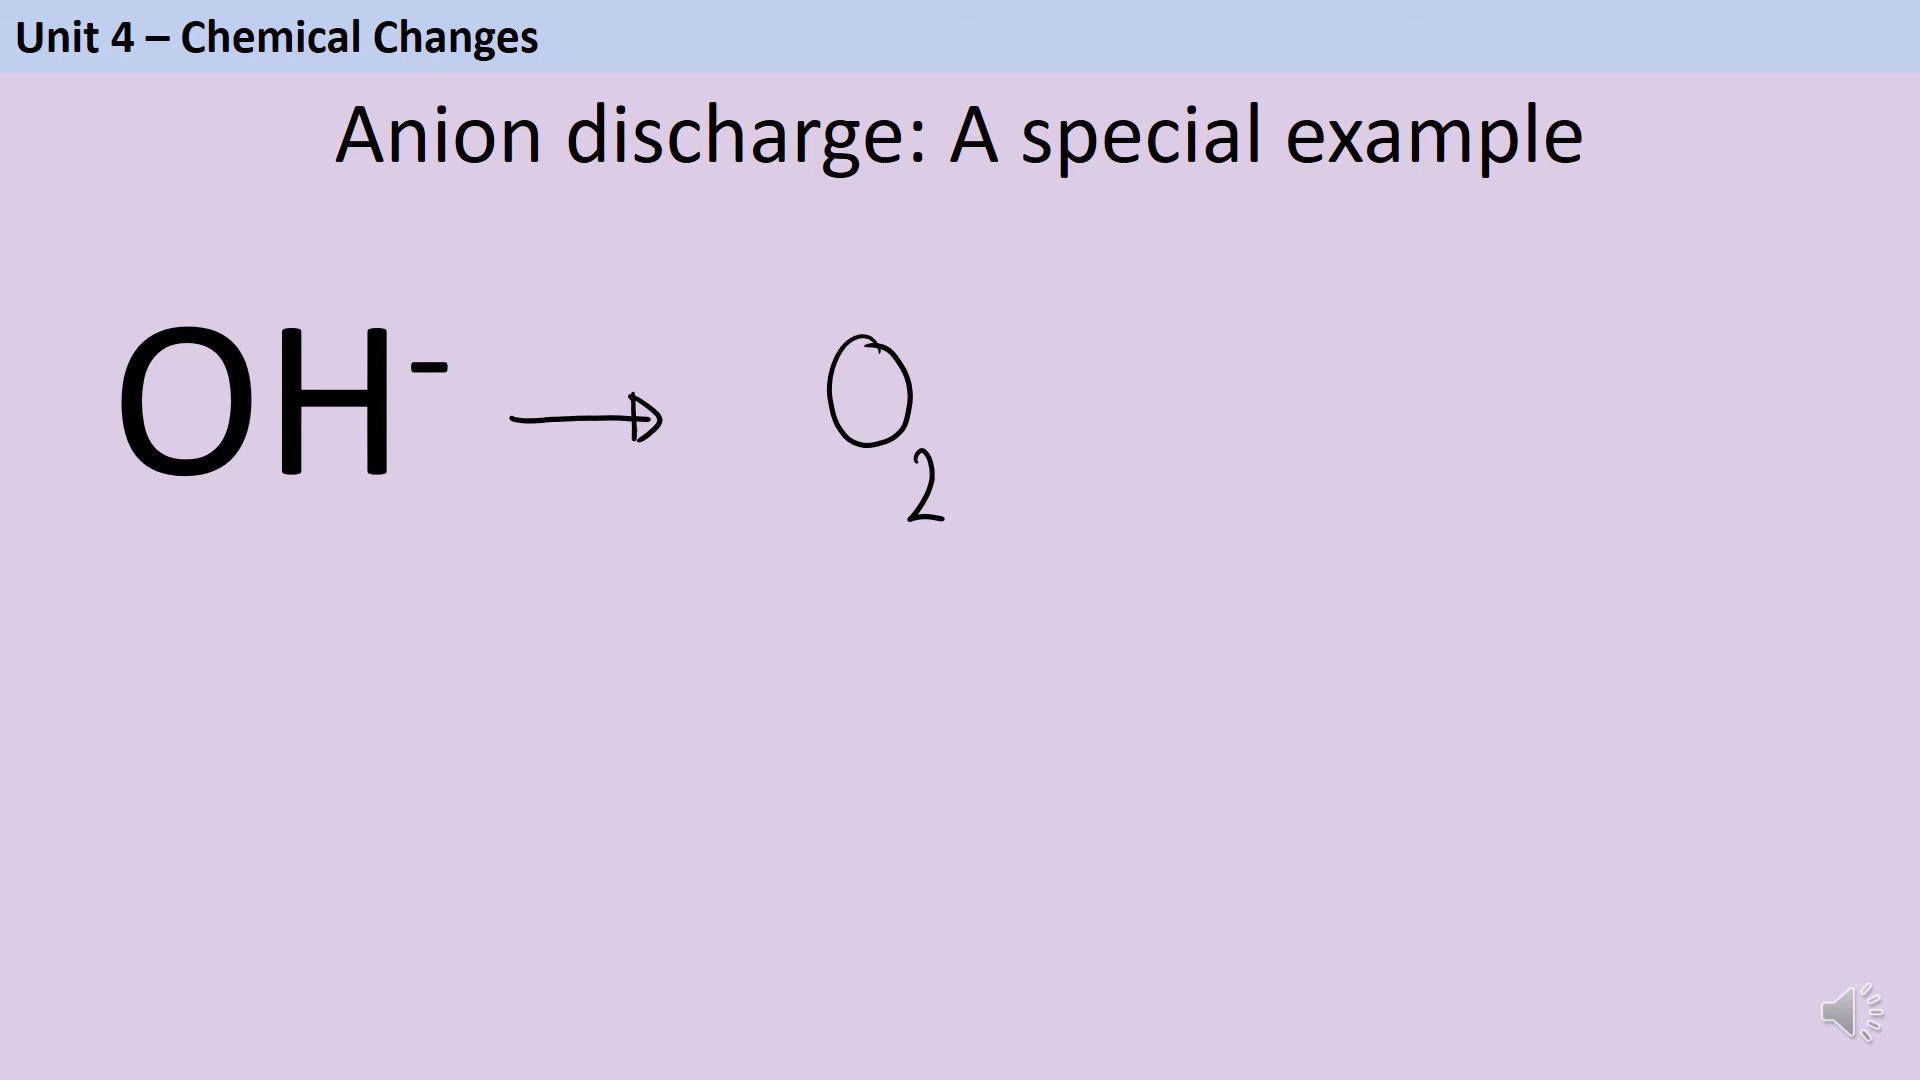 Unit 4 – Chemical Changes
Anion discharge: A special example
OH⁻ → O₂